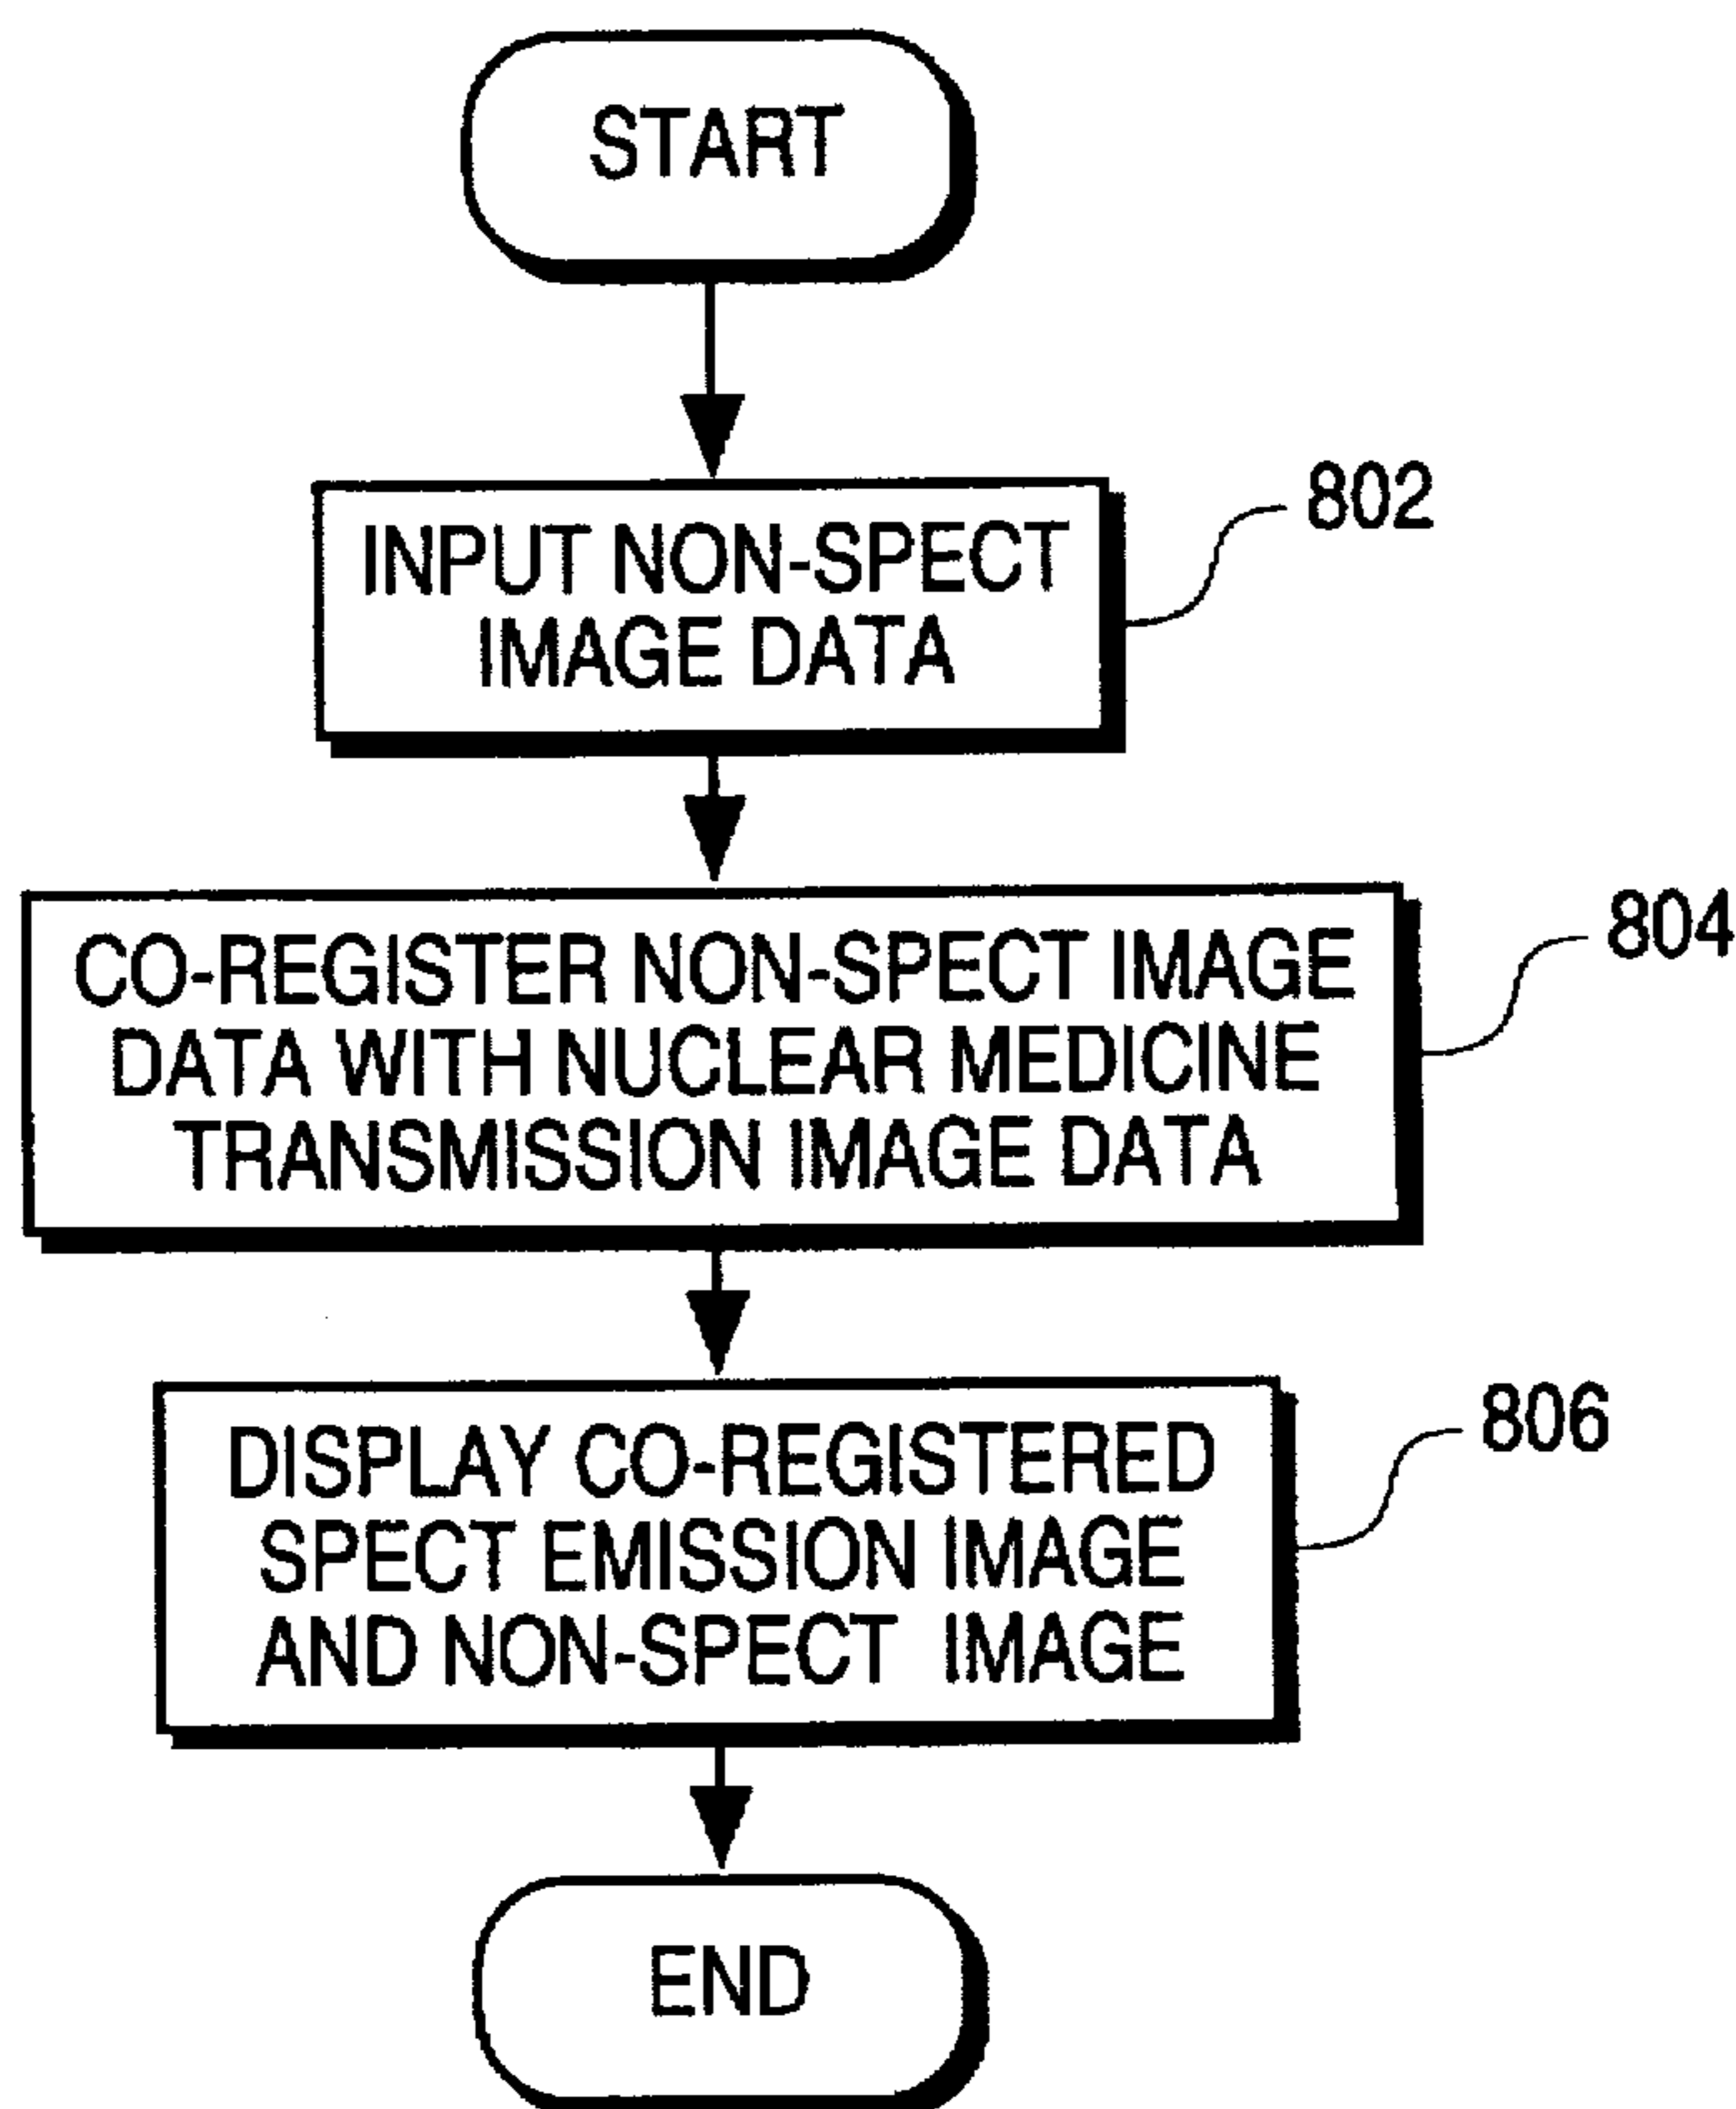 START
INPUT NON-SPECT
IMAGE DATA
802
CO-REGISTER NON-SPECT IMAGE
DATA WITH NUCLEAR MEDICINE
TRANSMISSION IMAGE DATA
804
DISPLAY CO-REGISTERED
SPECT EMISSION IMAGE
AND NON-SPECT IMAGE
806
END